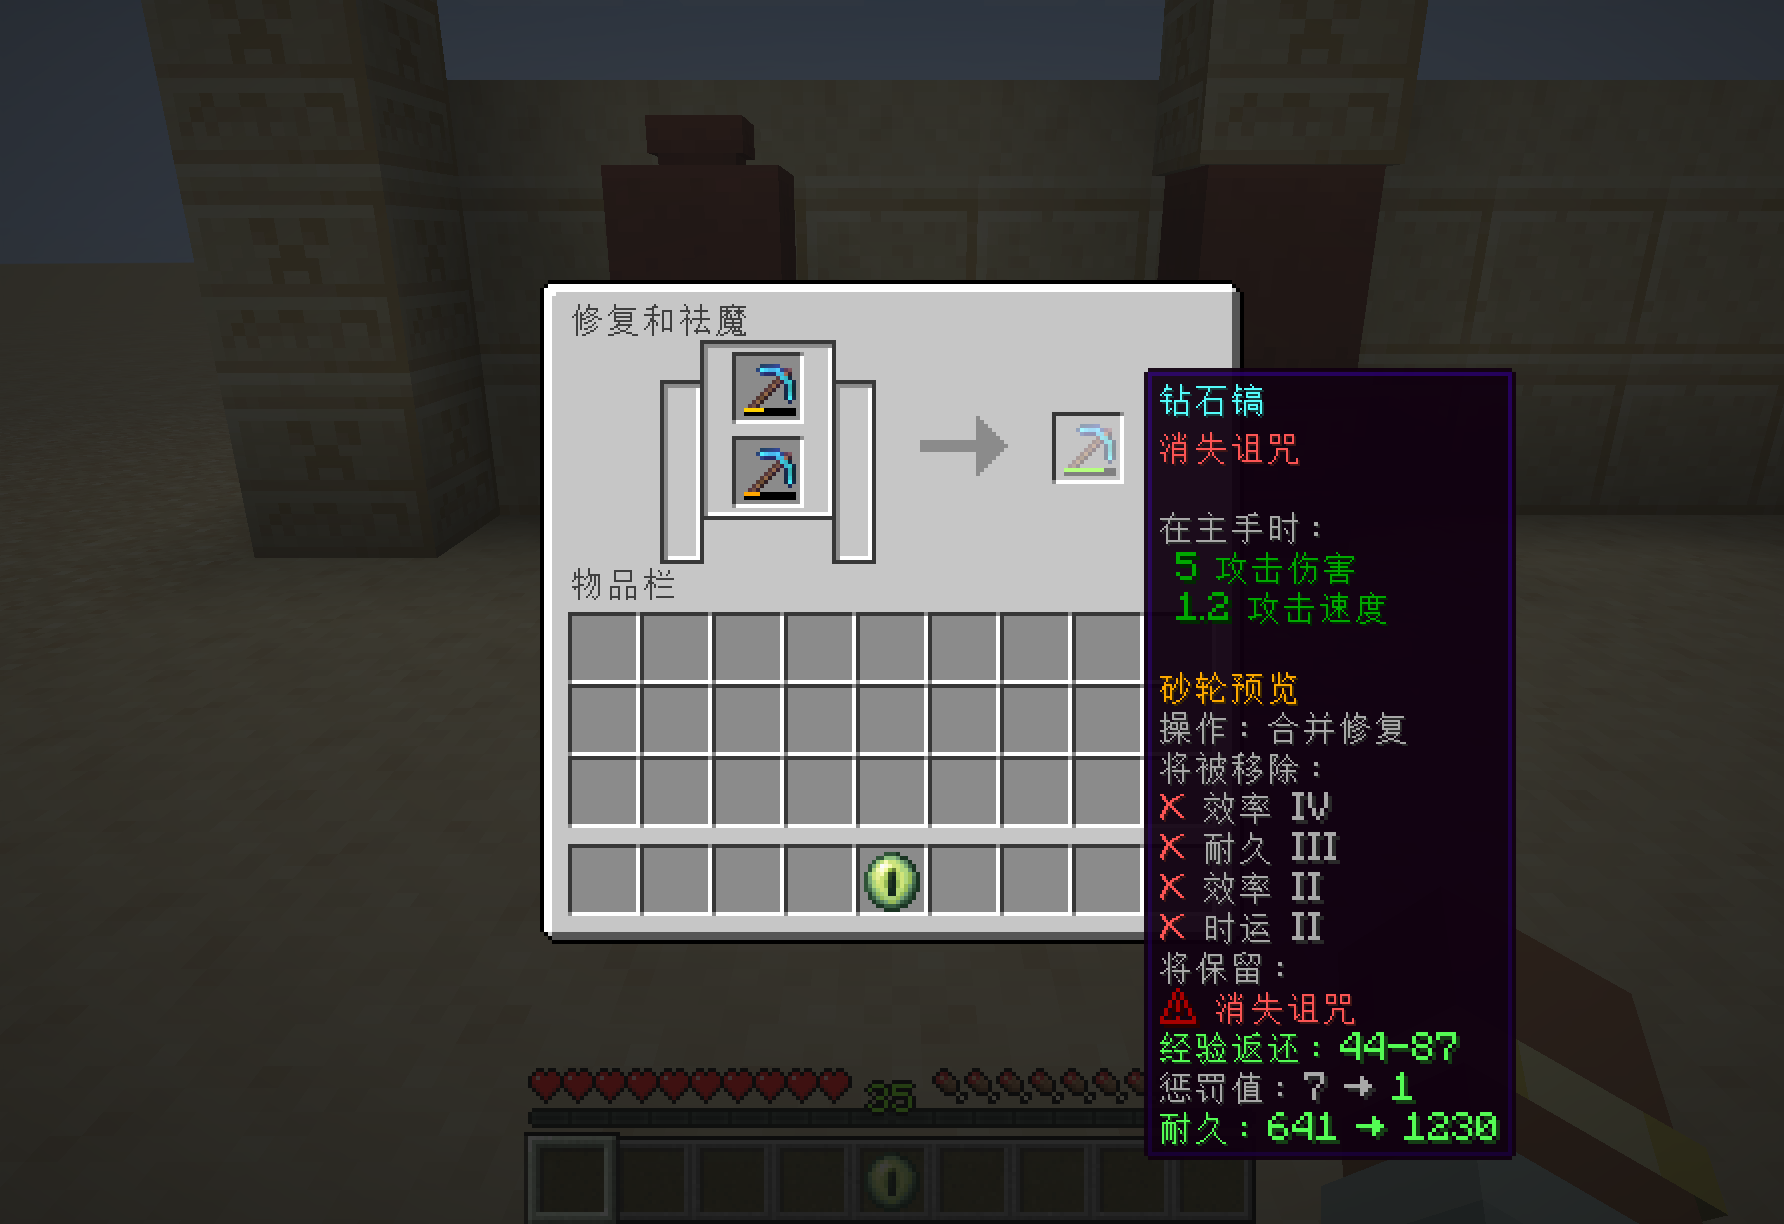 修复和祛魔
物品栏
钻石镐
消失诅咒
在主手时：
5 攻击伤害
1.2 攻击速度
砂轮预览
操作：合并修复
将被移除：
✕ 效率 IV
✕ 耐久 III
✕ 效率 II
✕ 时运 II
将保留：
⚠ 消失诅咒
经验返还：44-87
惩罚值：? → 1
耐久：641 → 1230
35